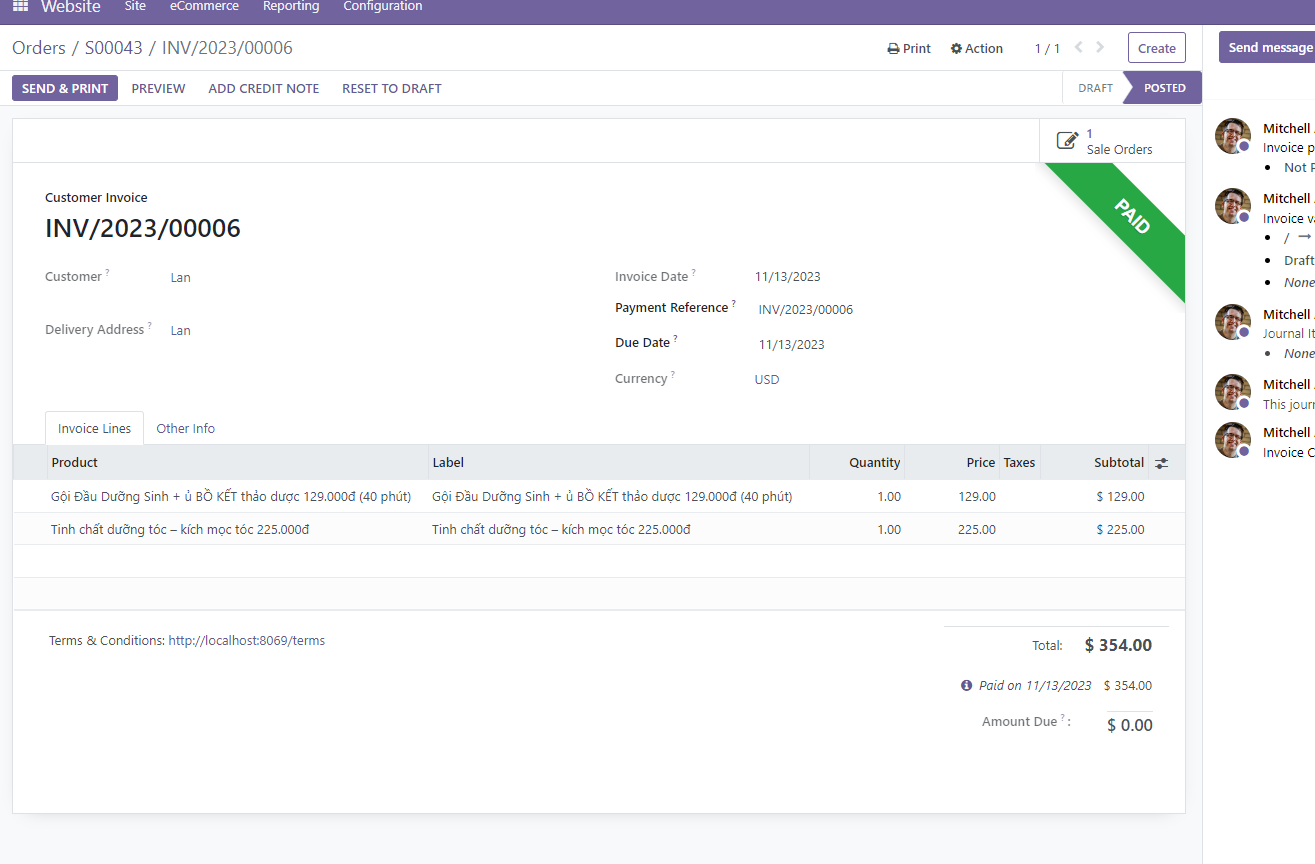 Website Site eCommerce Reporting Configuration
Orders / S00043 / INV/2023/00006
Print Action 1 / 1 Create
Send message
SEND & PRINT PREVIEW ADD CREDIT NOTE RESET TO DRAFT
DRAFT POSTED
1
Sale Orders
PAID
Customer Invoice
INV/2023/00006
Customer ? Lan
Invoice Date ? 11/13/2023
Payment Reference ? INV/2023/00006
Delivery Address ? Lan
Due Date ? 11/13/2023
Currency ? USD
Invoice Lines Other Info
Product Label Quantity Price Taxes Subtotal
Gội Đầu Dưỡng Sinh + ủ BỒ KẾT thảo dược 129.000đ (40 phút) Gội Đầu Dưỡng Sinh + ủ BỒ KẾT thảo dược 129.000đ (40 phút) 1.00 129.00 $ 129.00
Tinh chất dưỡng tóc – kích mọc tóc 225.000đ Tinh chất dưỡng tóc – kích mọc tóc 225.000đ 1.00 225.00 $ 225.00
Terms & Conditions: http://localhost:8069/terms
Total: $ 354.00
Paid on 11/13/2023 $ 354.00
Amount Due ? : $ 0.00
Mitchell
Invoice
Not
Mitchell
Invoice
/ →
Draft
None
Mitchell
Journal
None
Mitchell
This
Mitchell
Invoice